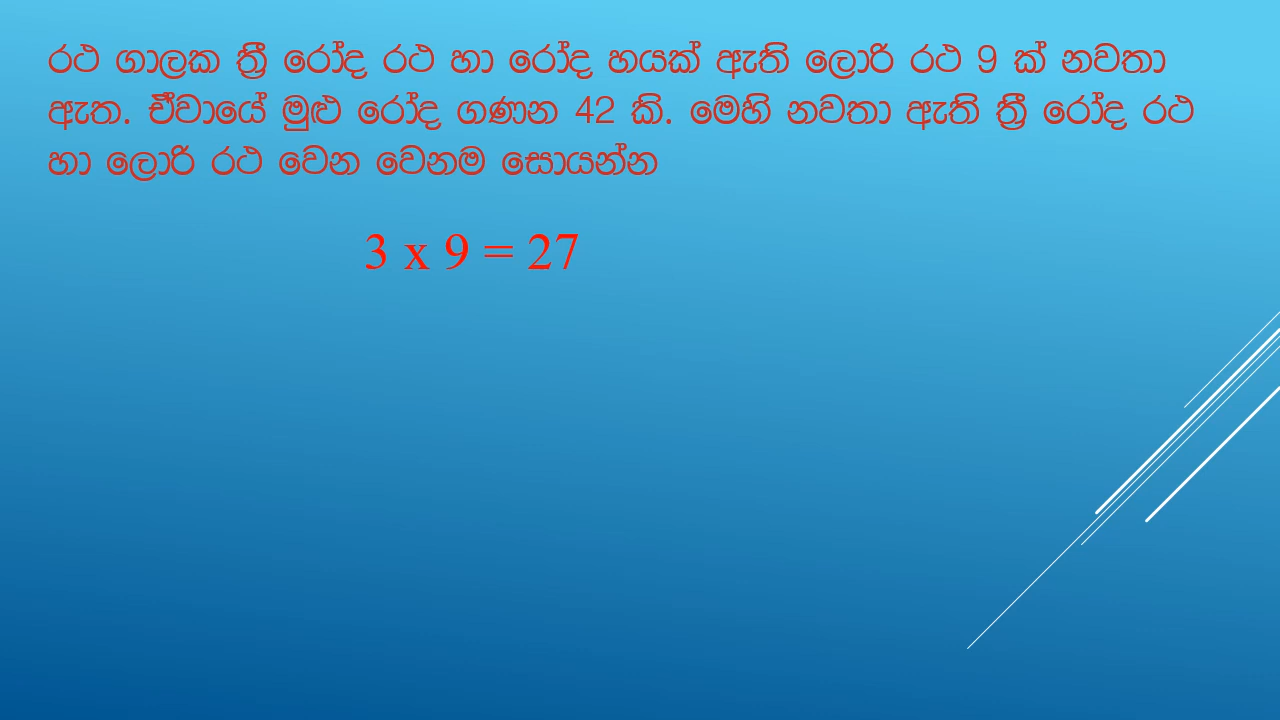 රථ ගාලක ත්‍රී රෝද රථ හා රෝද හයක් ඇති ලොරි රථ 9 ක් නවතා
ඇත. ඒවායේ මුළු රෝද ගණන 42 කි. මෙහි නවතා ඇති ත්‍රී රෝද රථ
හා ලොරි රථ වෙන වෙනම සොයන්න
3 x 9 = 27